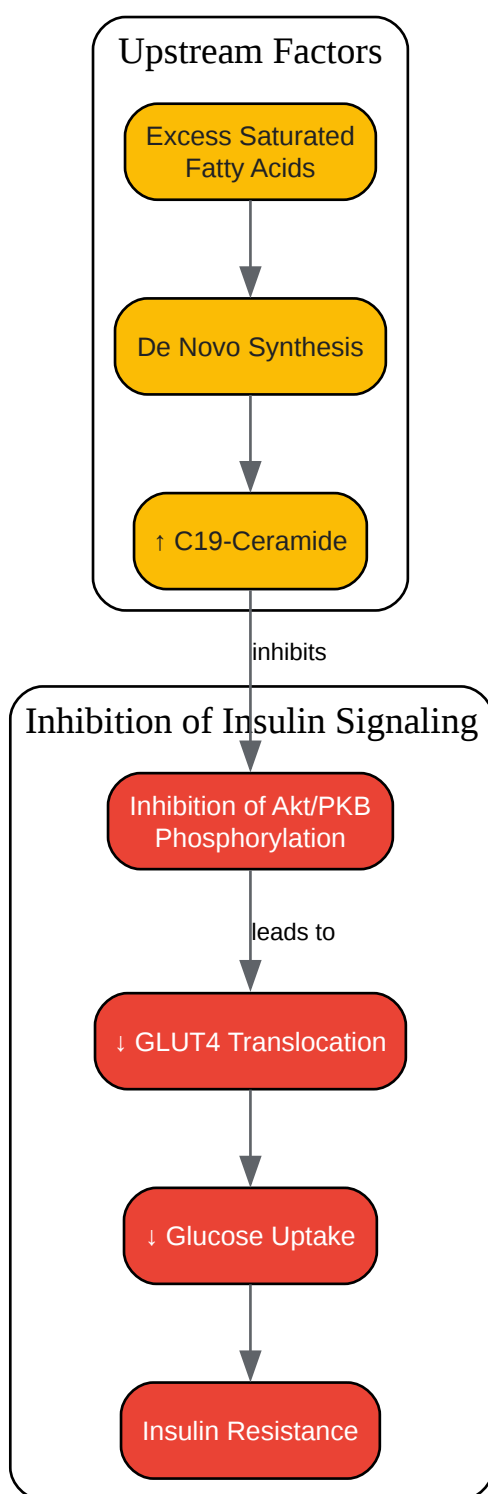 Upstream Factors
Excess Saturated
Fatty Acids
De Novo Synthesis
↑ C19-Ceramide
inhibits
Inhibition of Insulin Signaling
Inhibition of Akt/PKB
Phosphorylation
leads to
↓ GLUT4 Translocation
↓ Glucose Uptake
Insulin Resistance